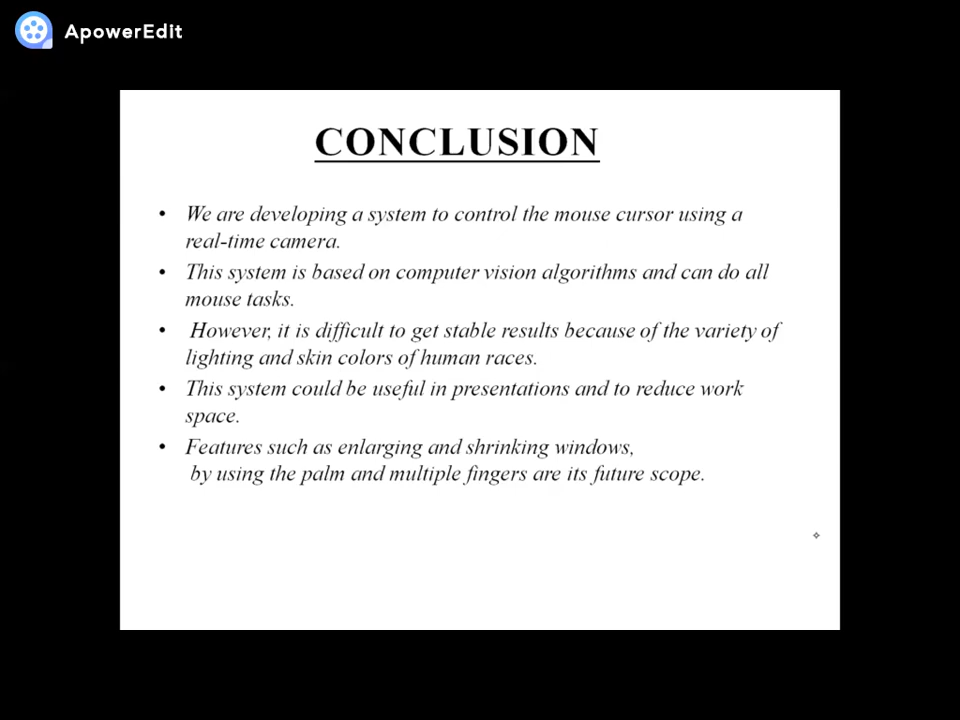 ApowerEdit
CONCLUSION
• We are developing a system to control the mouse cursor using a
real-time camera.
• This system is based on computer vision algorithms and can do all
mouse tasks.
• However, it is difficult to get stable results because of the variety of
lighting and skin colors of human races.
• This system could be useful in presentations and to reduce work
space.
• Features such as enlarging and shrinking windows,
by using the palm and multiple fingers are its future scope.